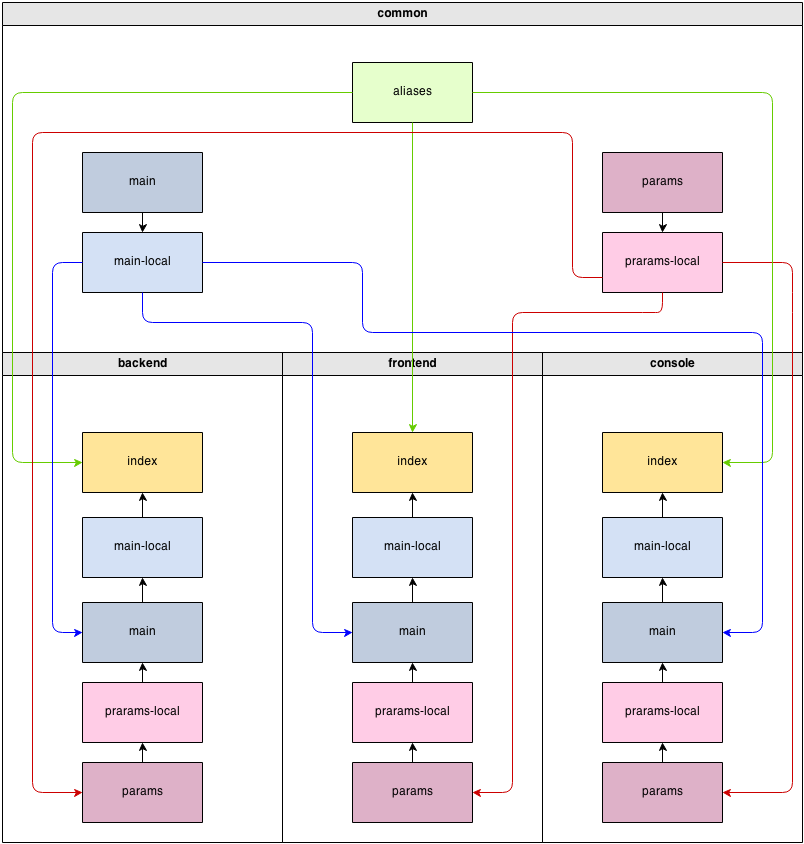 common
aliases
main
params
main-local
prarams-local
backend
frontend
console
index
index
index
main-local
main-local
main-local
main
main
main
prarams-local
prarams-local
prarams-local
params
params
params